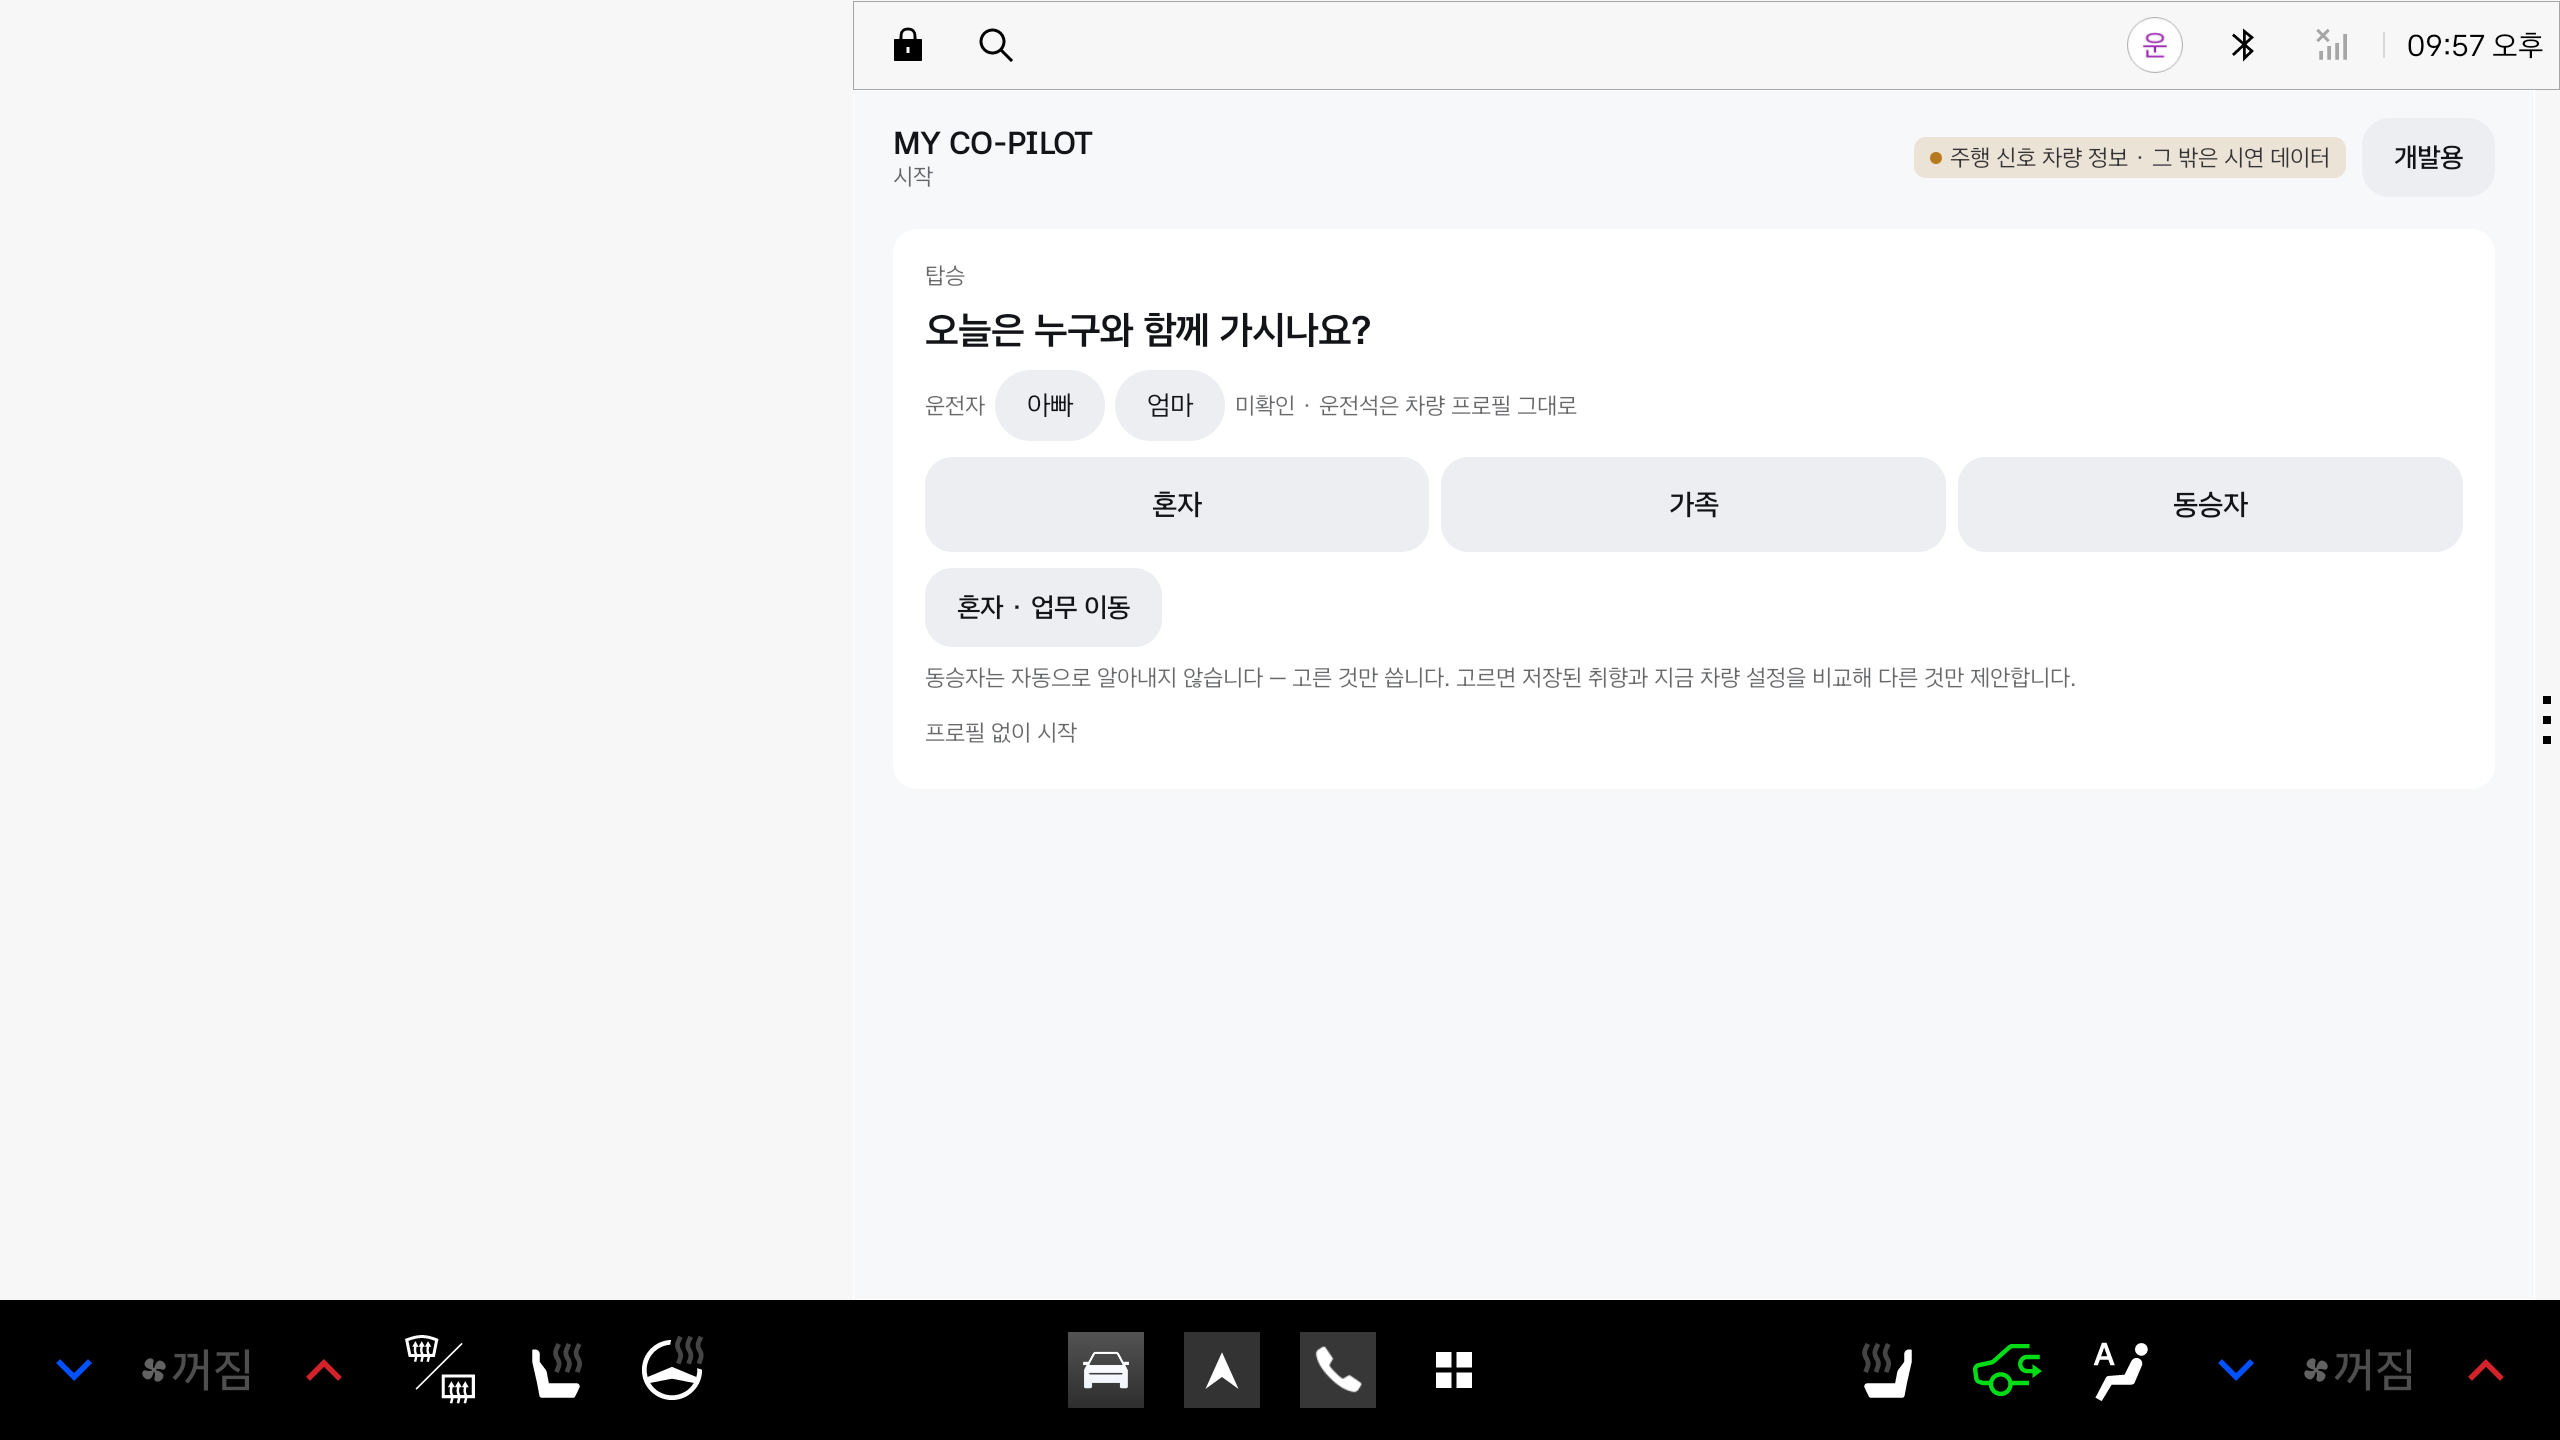 운
09:57 오후
MY CO-PILOT
시작
주행 신호 차량 정보 · 그 밖은 시연 데이터
개발용
탑승
오늘은 누구와 함께 가시나요?
운전자 아빠 엄마 미확인 · 운전석은 차량 프로필 그대로
혼자 가족 동승자
혼자 · 업무 이동
동승자는 자동으로 알아내지 않습니다 — 고른 것만 씁니다. 고르면 저장된 취향과 지금 차량 설정을 비교해 다른 것만 제안합니다.
프로필 없이 시작
꺼짐 A 꺼짐